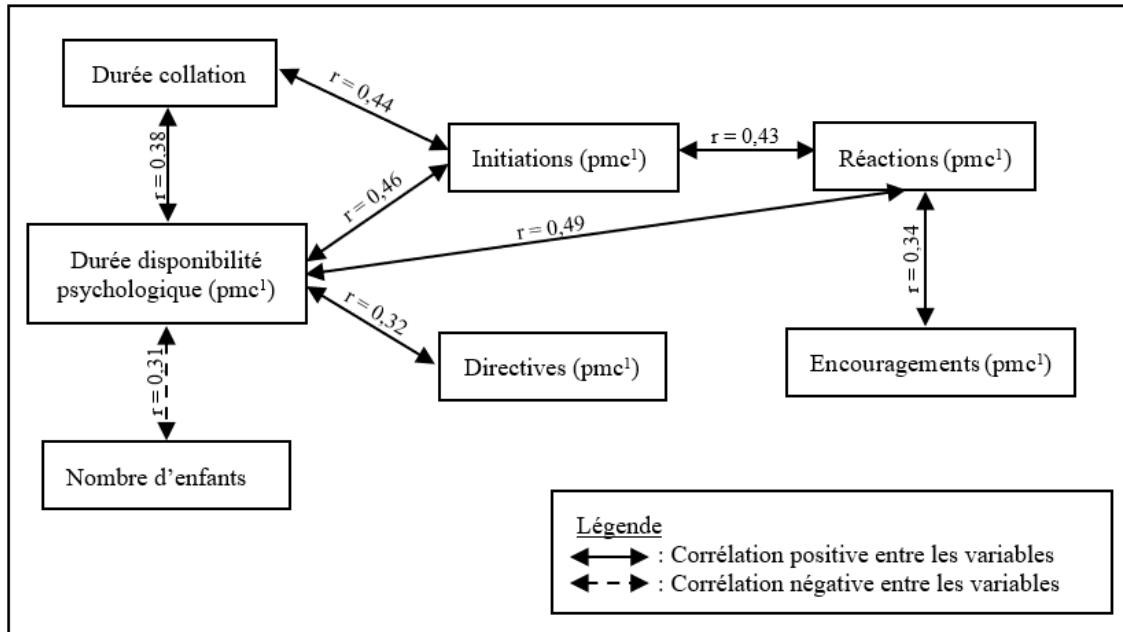 Durée collation
r = 0,44
r = 0,38
Initiations (pmc¹)
r = 0,43
Réactions (pmc¹)
r = 0,46
r = 0,49
Durée disponibilité
psychologique (pmc¹)
r = 0,34
r = 0,32
Directives (pmc¹)
Encouragements (pmc¹)
r = 0,31
Nombre d’enfants
Légende
: Corrélation positive entre les variables
: Corrélation négative entre les variables